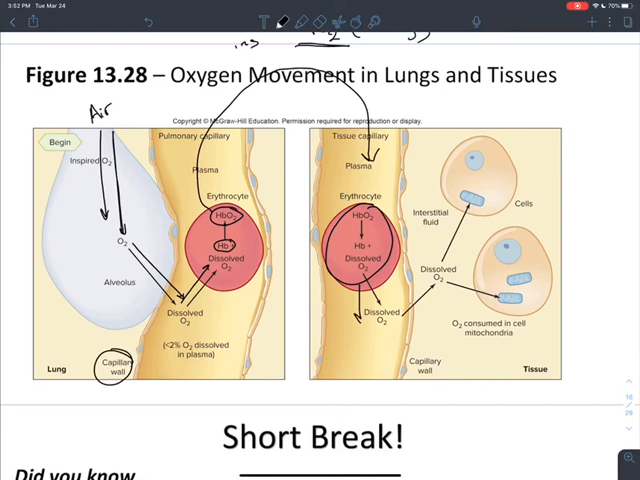 3:52 PM Tue Mar 24
70%
Figure 13.28 – Oxygen Movement in Lungs and Tissues
Air
Copyright © McGraw-Hill Education. Permission required for reproduction or display.
Begin
Pulmonary capillary
Inspired O2
Plasma
Erythrocyte
HbO2
Hb +
O2
Dissolved
O2
Alveolus
Dissolved
O2
(<2% O2 dissolved
in plasma)
Capillary
wall
Lung
Tissue capillary
Plasma
Erythrocyte
HbO2
Hb +
Dissolved
O2
Dissolved
O2
Interstitial
fluid
Cells
Dissolved
O2
O2 consumed in cell
mitochondria
Capillary
wall
Tissue
Short Break!
Did you know...
16
29